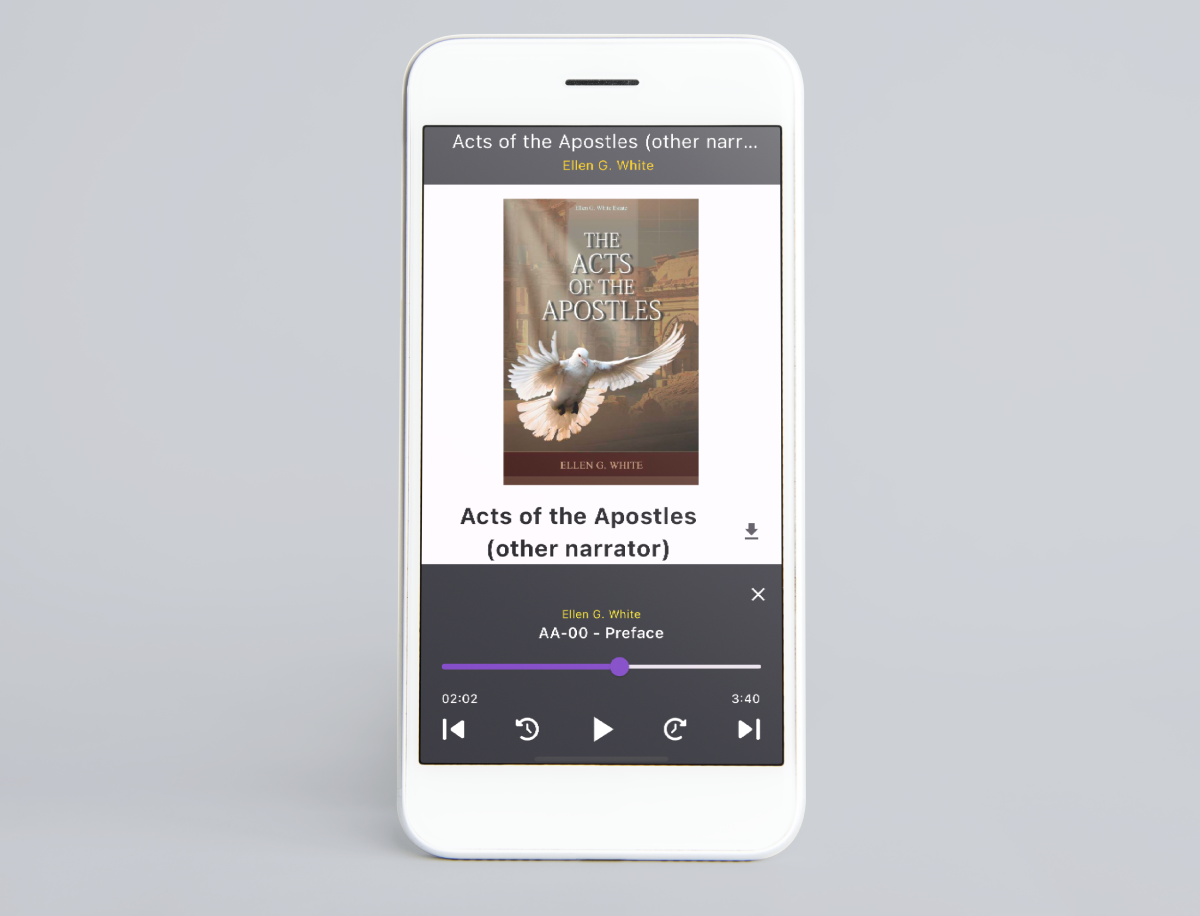 Acts of the Apostles (other narr...
Ellen G. White
Ellen G. White Estate
THE
ACTS
OF THE
APOSTLES
ELLEN G. WHITE
Acts of the Apostles
(other narrator)
Ellen G. White
AA-00 - Preface
02:02 3:40